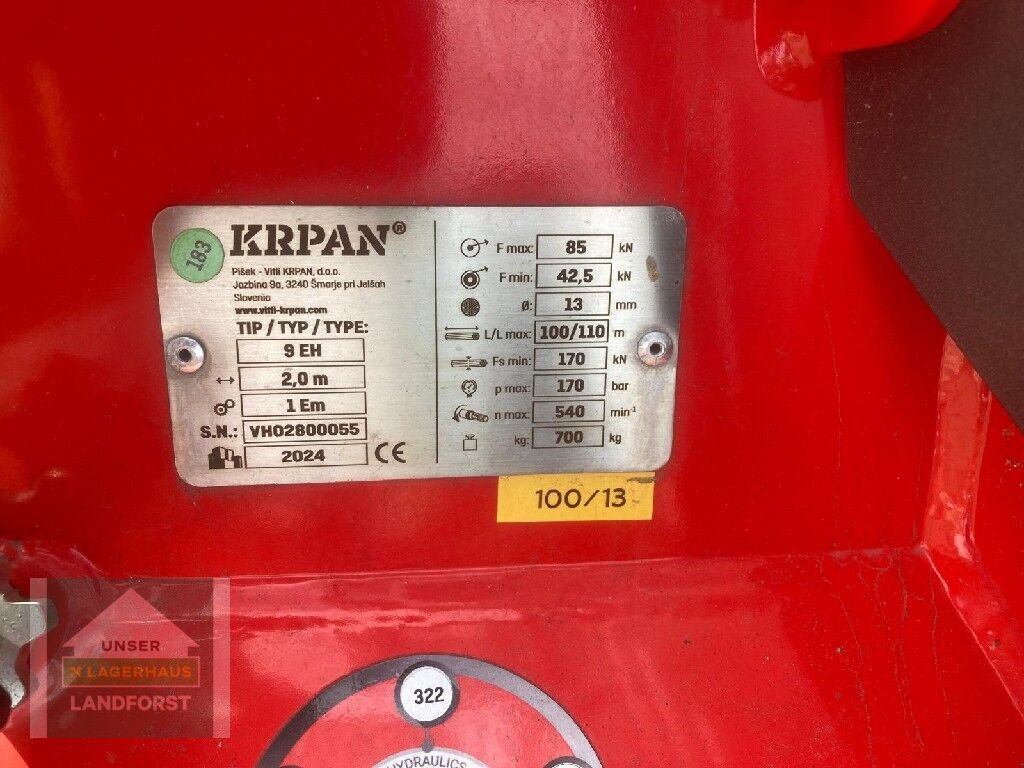 183
KRPAN®
Pišek - Vitli KRPAN, d.o.o.
Jazbina 9a, 3240 Šmarje pri Jelšah
Slovenia
www.vitli-krpan.com
TIP / TYP / TYPE:
9 EH
2,0 m
1 Em
S.N.: VH02800055
2024 CE
F max: 85 kN
F min: 42,5 kN
Ø: 13 mm
L/L max: 100/110 m
Fs min: 170 kN
p max: 170 bar
n max: 540 min⁻¹
kg: 700 kg
100/13
UNSER
X LAGERHAUS
LANDFORST
322
HYDRAULICS